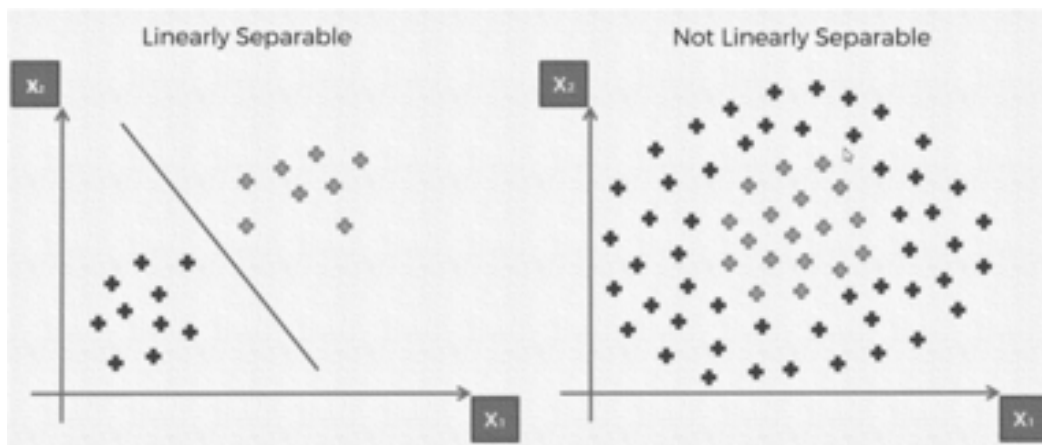 Linearly Separable
X₂
X₁
Not Linearly Separable
X₂
X₁